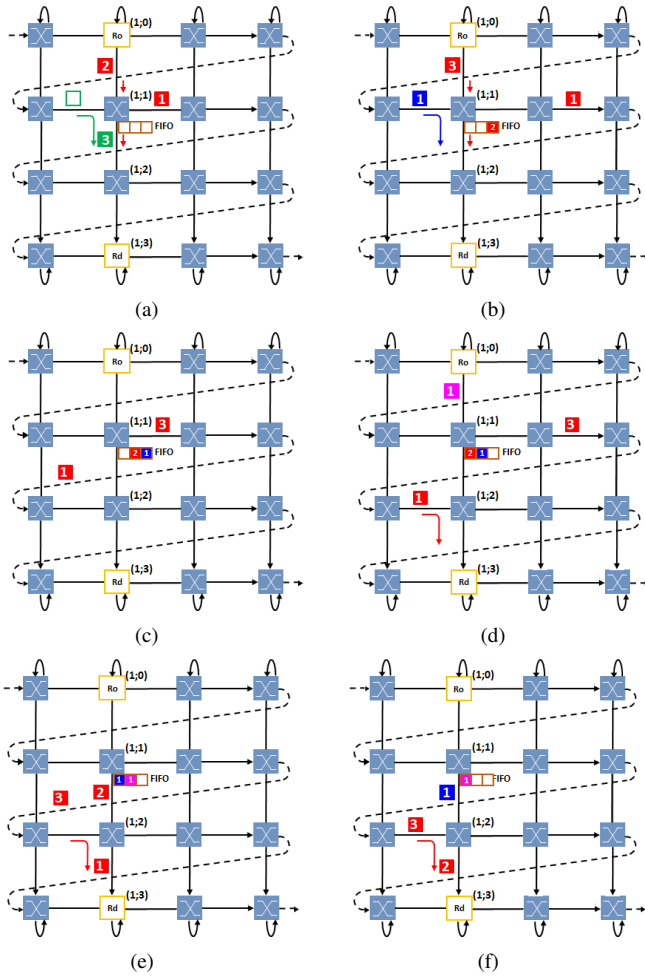 Ro (1;0)
2
(1;1) 1
FIFO
3
(1;2)
Rd (1;3)
(a)
Ro (1;0)
3
1 (1;1) 1
2 FIFO
(1;2)
Rd (1;3)
(b)
Ro (1;0)
(1;1) 3
2 1 FIFO
1
(1;2)
Rd (1;3)
(c)
Ro (1;0)
1
(1;1) 3
2 1 FIFO
1 (1;2)
Rd (1;3)
(d)
Ro (1;0)
(1;1)
1 1 FIFO
3 2
(1;2)
1
Rd (1;3)
(e)
Ro (1;0)
(1;1)
1 FIFO
1
3 (1;2)
2
Rd (1;3)
(f)